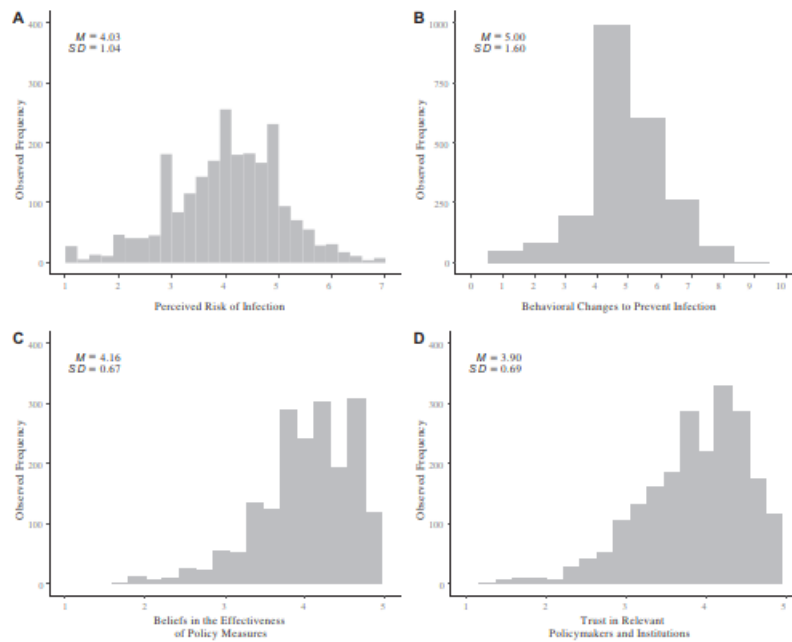 A
M = 4.03
SD = 1.04
400
300
200
100
0
Observed Frequency
1 2 3 4 5 6 7
Perceived Risk of Infection
B
M = 5.00
SD = 1.60
1000
750
500
250
0
Observed Frequency
0 1 2 3 4 5 6 7 8 9 10
Behavioral Changes to Prevent Infection
C
M = 4.16
SD = 0.67
400
300
200
100
0
Observed Frequency
1 2 3 4 5
Beliefs in the Effectiveness
of Policy Measures
D
M = 3.90
SD = 0.69
400
300
200
100
0
Observed Frequency
1 2 3 4 5
Trust in Relevant
Policymakers and Institutions